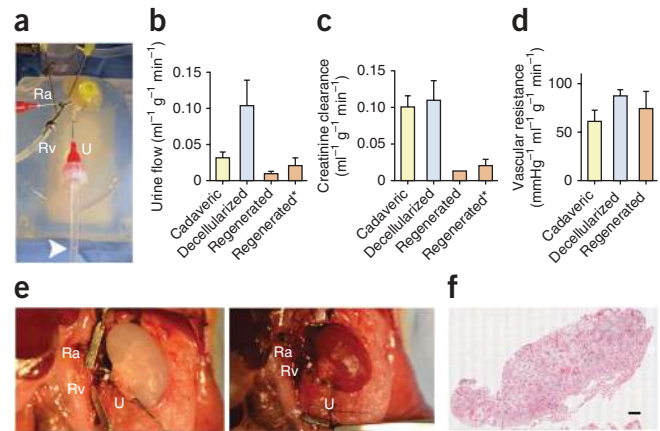 a
Ra
Rv
U
b
Urine flow (ml⁻¹ g⁻¹ min⁻¹)
0.15
0.10
0.05
0
Cadaveric
Decellularized
Regenerated
Regenerated*
c
Creatinine clearance
(ml⁻¹ g⁻¹ min⁻¹)
0.15
0.10
0.05
0
Cadaveric
Decellularized
Regenerated
Regenerated*
d
Vascular resistance
(mmHg⁻¹ ml⁻¹ g⁻¹ min⁻¹)
100
50
0
Cadaveric
Decellularized
Regenerated
e
Ra
Rv
U
Ra
Rv
U
f